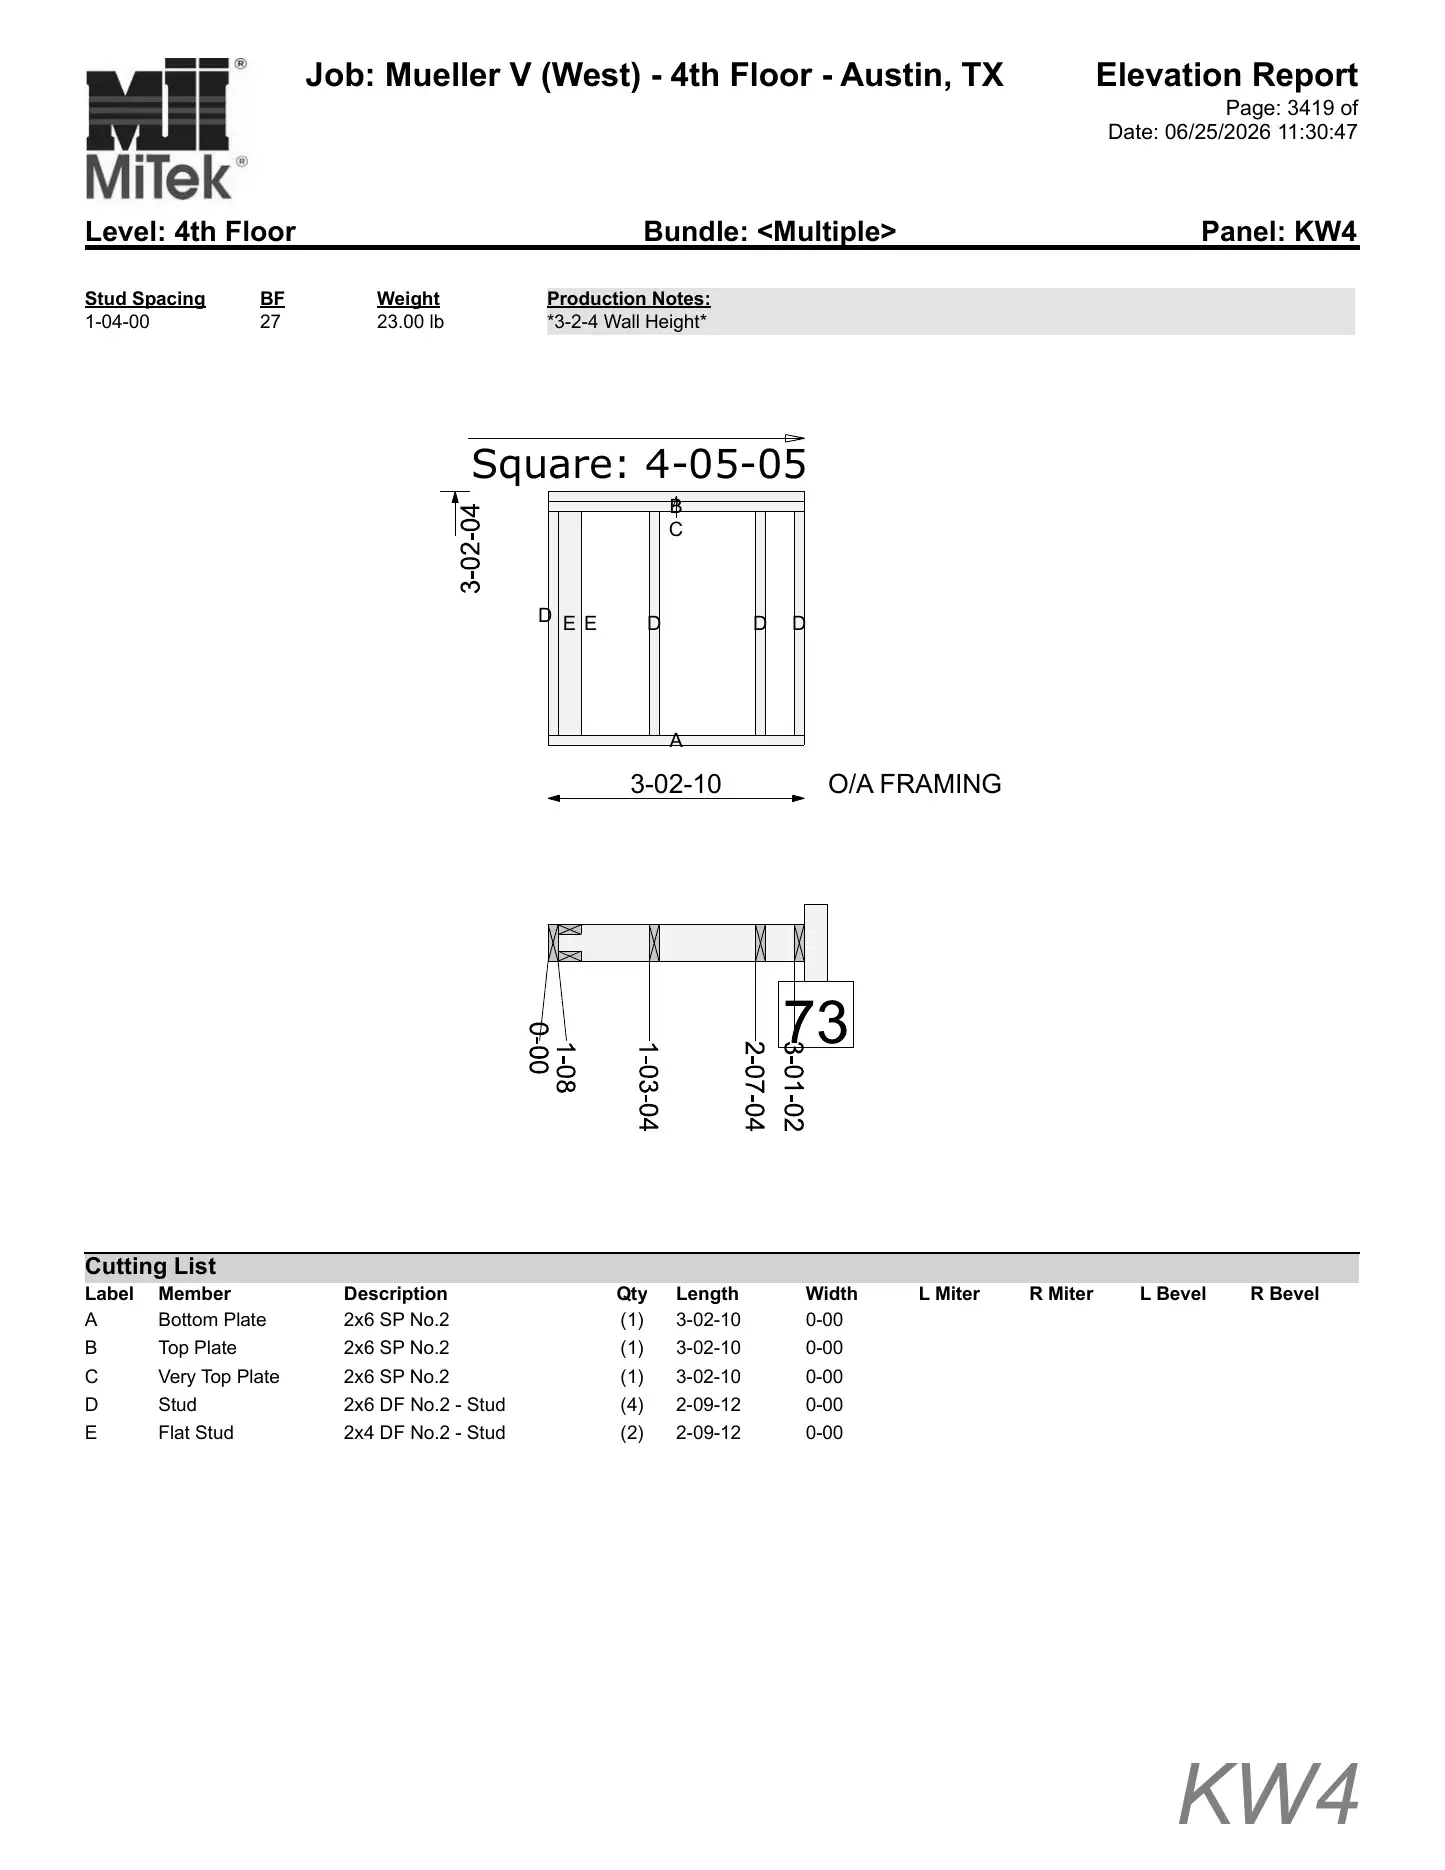 MiTek®
Job: Mueller V (West) - 4th Floor - Austin, TX
Elevation Report
Page: 3419 of
Date: 06/25/2026 11:30:47
Level: 4th Floor
Bundle: <Multiple>
Panel: KW4
Stud Spacing BF Weight Production Notes:
1-04-00 27 23.00 lb *3-2-4 Wall Height*
Square: 4-05-05
3-02-04
B
C
D E E D D D
A
3-02-10 O/A FRAMING
73
0-00 1-08 1-03-04 2-07-04 3-01-02
Cutting List
Label Member Description Qty Length Width L Miter R Miter L Bevel R Bevel
A Bottom Plate 2x6 SP No.2 (1) 3-02-10 0-00
B Top Plate 2x6 SP No.2 (1) 3-02-10 0-00
C Very Top Plate 2x6 SP No.2 (1) 3-02-10 0-00
D Stud 2x6 DF No.2 - Stud (4) 2-09-12 0-00
E Flat Stud 2x4 DF No.2 - Stud (2) 2-09-12 0-00
KW4